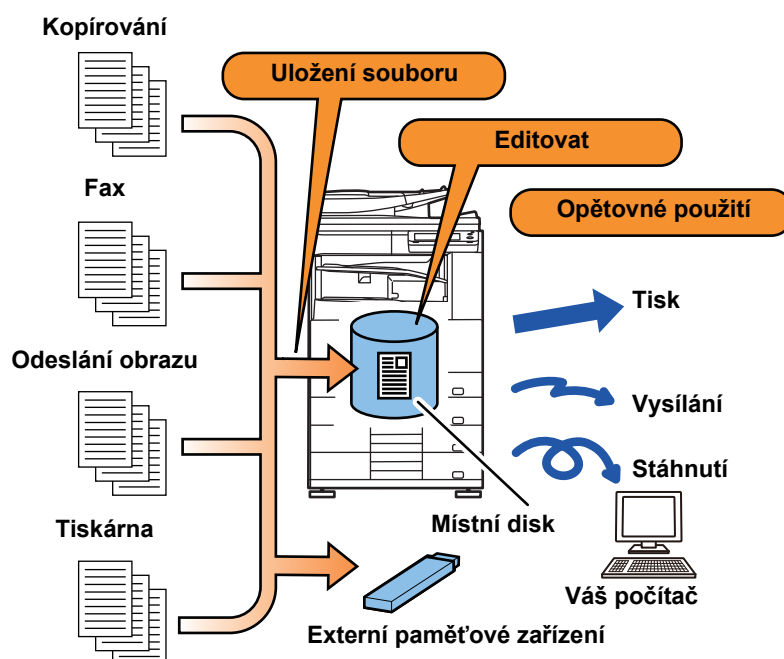 Kopírování
Uložení souboru
Editovat
Fax
Opětovné použití
Tisk
Odeslání obrazu
Vysílání
Stáhnutí
Místní disk
Tiskárna
Váš počítač
Externí paměťové zařízení